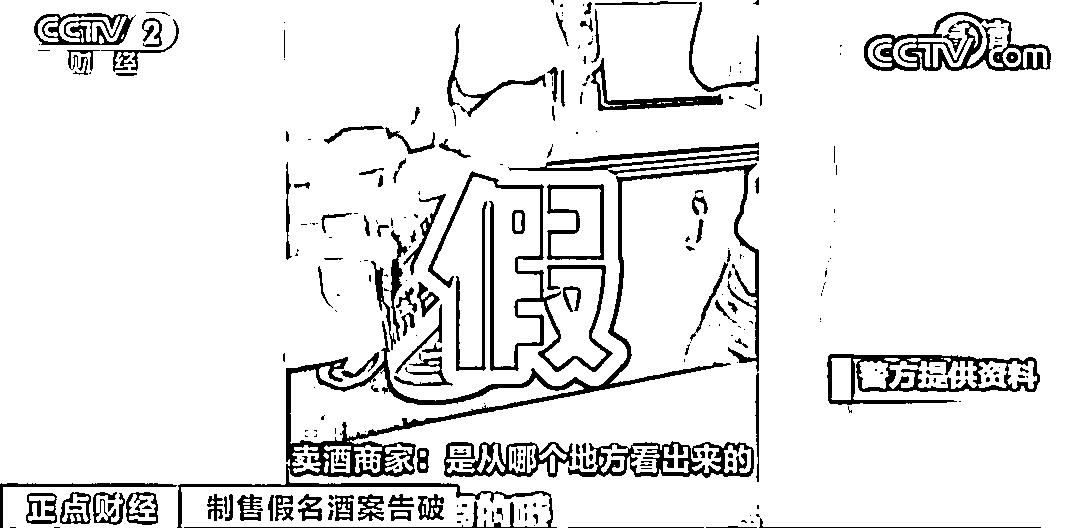 CCTV 2
财经
CCTV.com
假
警方提供资料
卖酒商家：是从哪个地方看出来的
正点财经
制售假名酒案告破